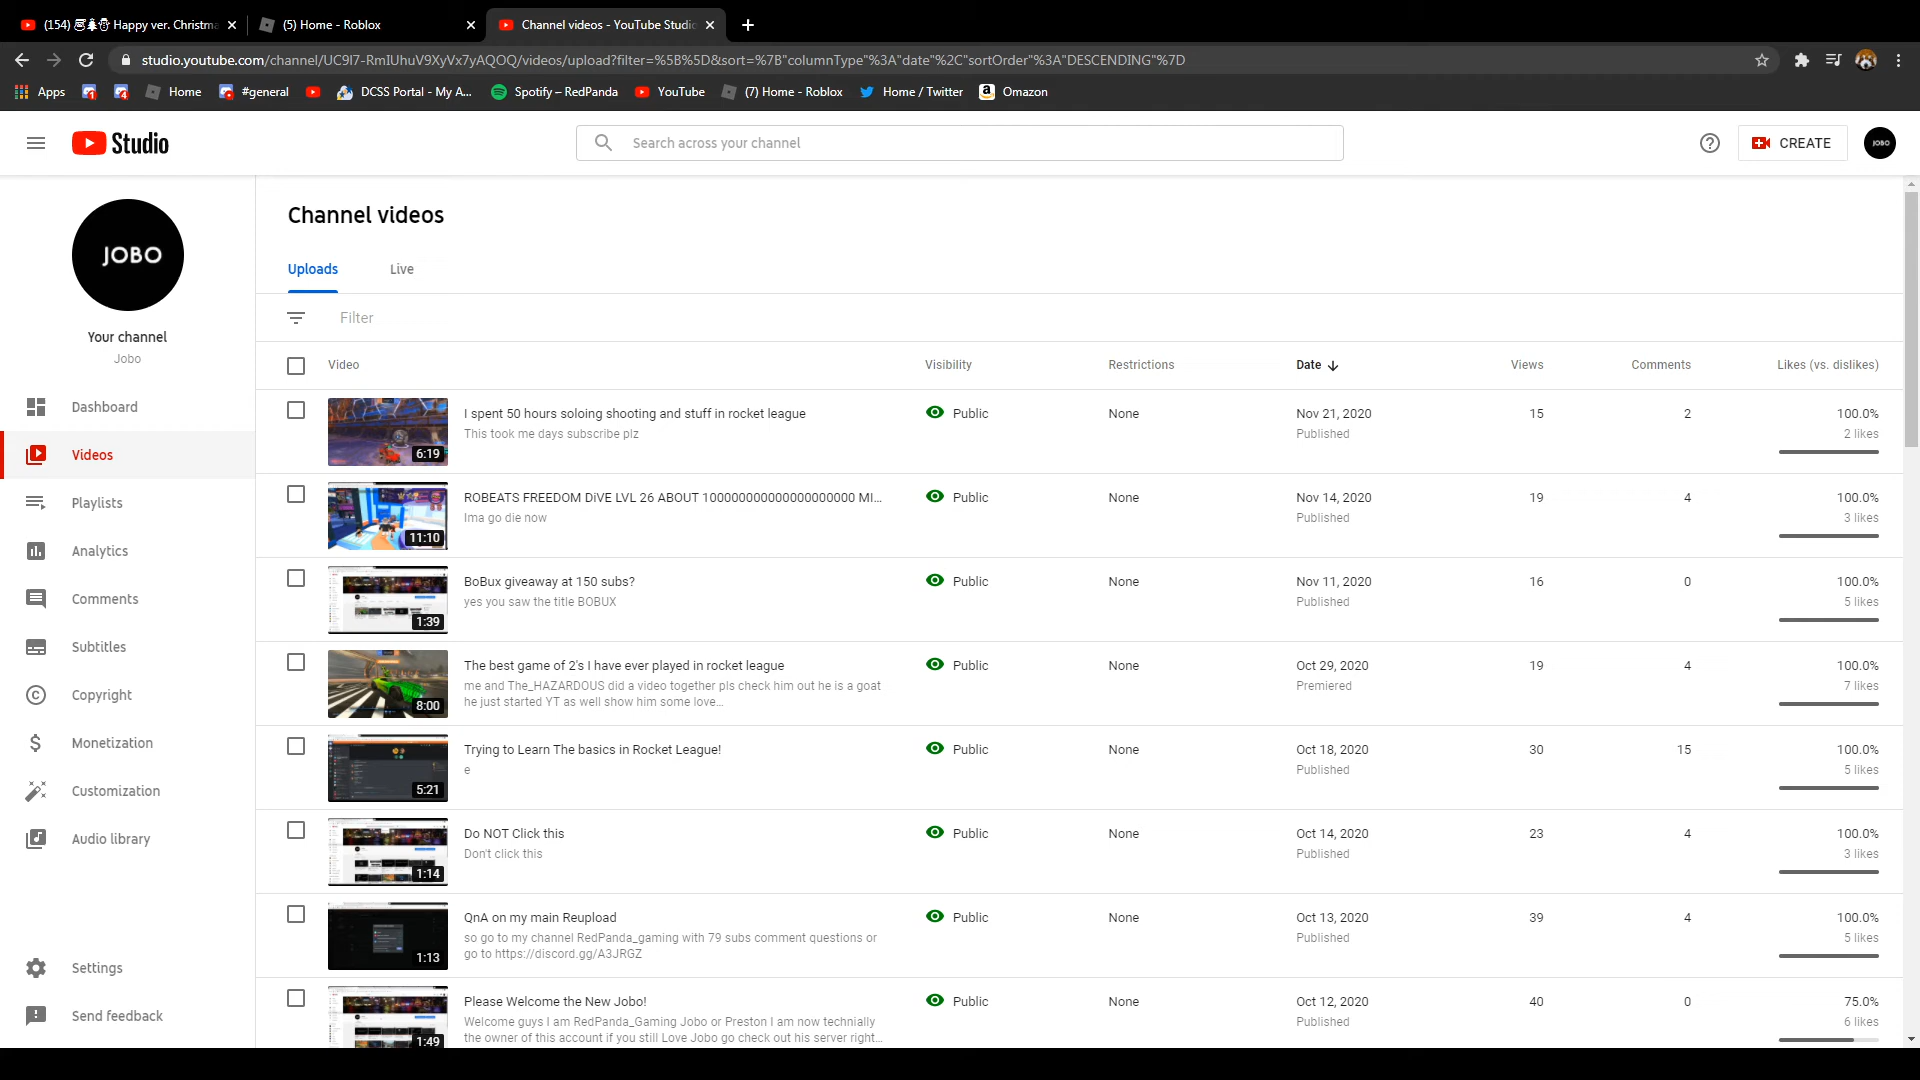 (154) 🎅🎄⛄ Happy ver. Christma
(5) Home - Roblox
Channel videos - YouTube Studio
studio.youtube.com/channel/UC9I7-RmIUhuV9XyVx7yAQOQ/videos/upload?filter=%5B%5D&sort=%7B"columnType"%3A"date"%2C"sortOrder"%3A"DESCENDING"%7D
Apps
1
4
Home
#general
DCSS Portal - My A...
Spotify – RedPanda
YouTube
(7) Home - Roblox
Home / Twitter
Omazon
Studio
Search across your channel
CREATE
JOBO
JOBO
Your channel
Jobo
Dashboard
Videos
Playlists
Analytics
Comments
Subtitles
Copyright
Monetization
Customization
Audio library
Settings
Send feedback
Channel videos
Uploads Live
Filter
Video Visibility Restrictions Date Views Comments Likes (vs. dislikes)
I spent 50 hours soloing shooting and stuff in rocket league Public None Nov 21, 2020 15 2 100.0%
This took me days subscribe plz Published 2 likes
6:19
ROBEATS FREEDOM DiVE LVL 26 ABOUT 100000000000000000000 MI... Public None Nov 14, 2020 19 4 100.0%
Ima go die now Published 3 likes
11:10
BoBux giveaway at 150 subs? Public None Nov 11, 2020 16 0 100.0%
yes you saw the title BOBUX Published 5 likes
1:39
The best game of 2's I have ever played in rocket league Public None Oct 29, 2020 19 4 100.0%
me and The_HAZARDOUS did a video together pls check him out he is a goat Premiered 7 likes
he just started YT as well show him some love...
8:00
Trying to Learn The basics in Rocket League! Public None Oct 18, 2020 30 15 100.0%
e Published 5 likes
5:21
Do NOT Click this Public None Oct 14, 2020 23 4 100.0%
Don't click this Published 3 likes
1:14
QnA on my main Reupload Public None Oct 13, 2020 39 4 100.0%
so go to my channel RedPanda_gaming with 79 subs comment questions or Published 5 likes
go to https://discord.gg/A3JRGZ
1:13
Please Welcome the New Jobo! Public None Oct 12, 2020 40 0 75.0%
Welcome guys I am RedPanda_Gaming Jobo or Preston I am now technially Published 6 likes
the owner of this account if you still Love Jobo go check out his server right...
1:49